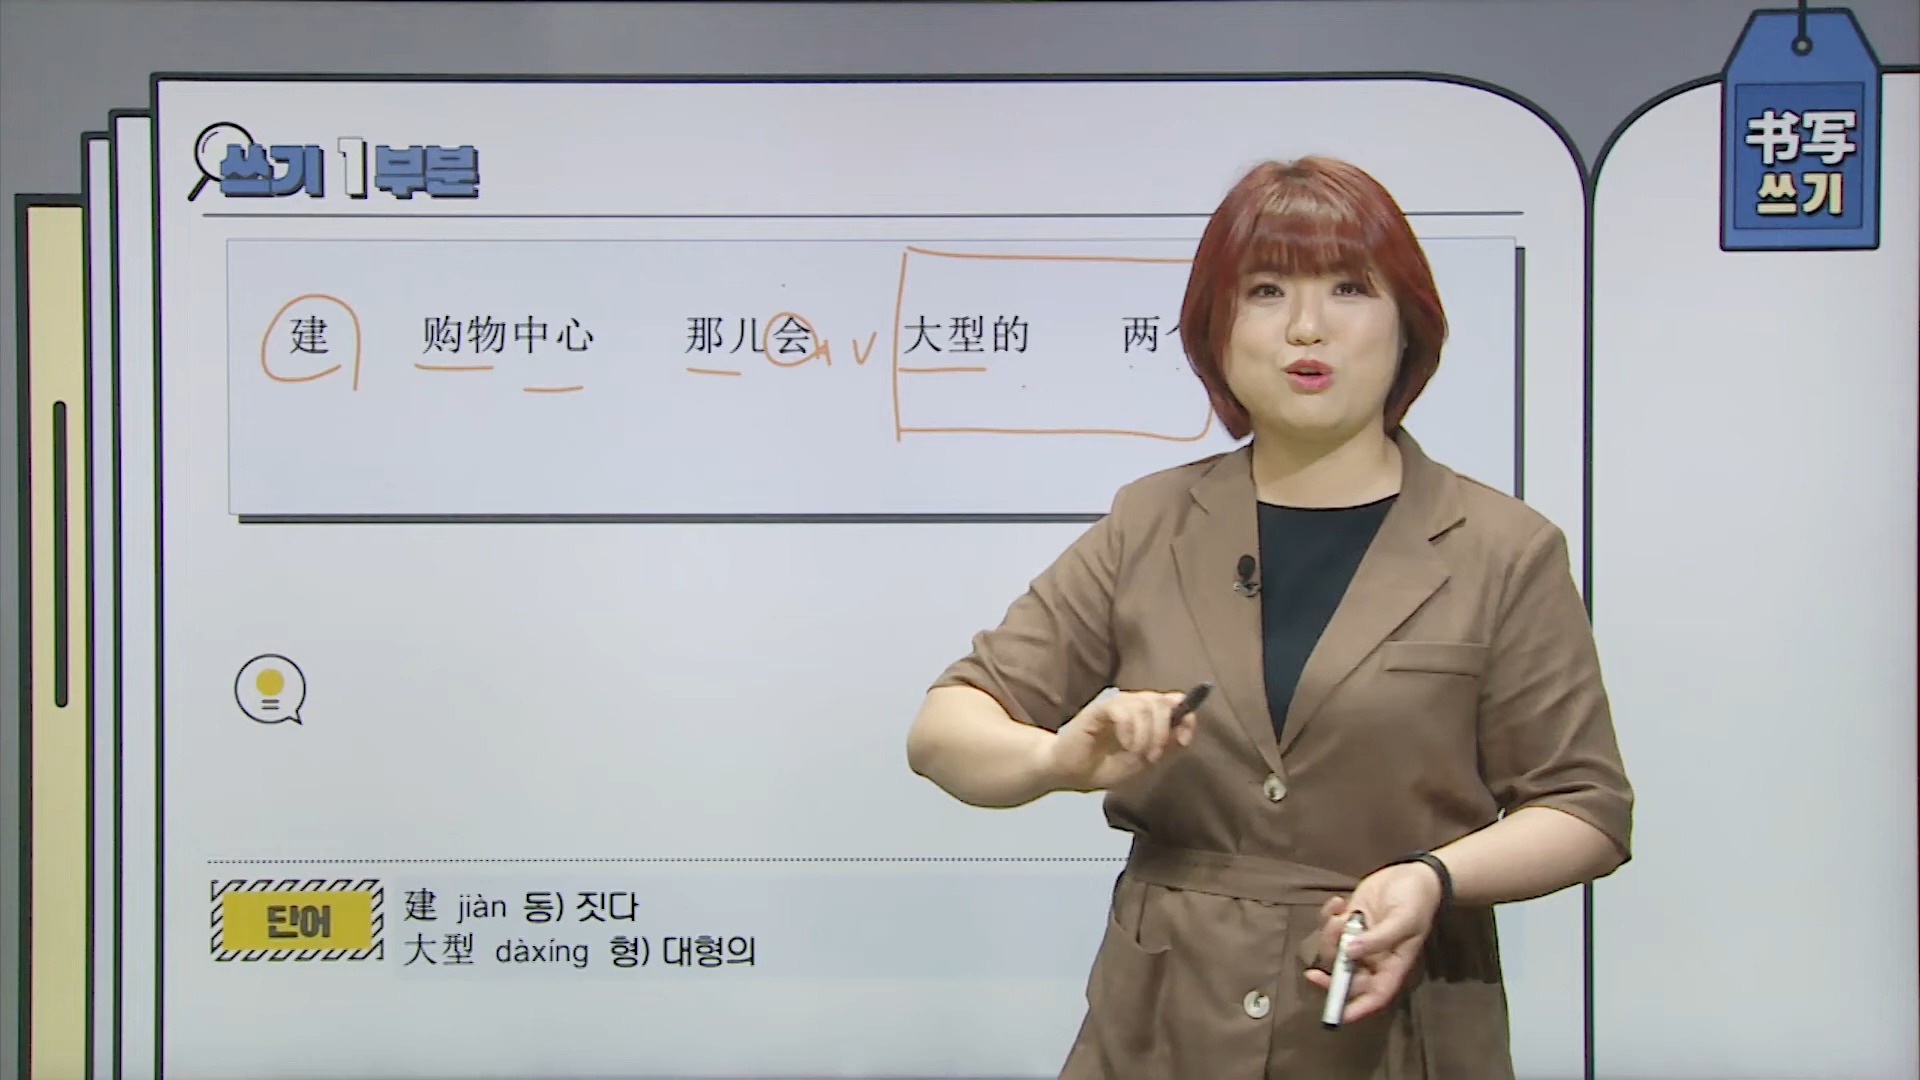 书写
쓰기
쓰기 1 부분
建 购物中心 那儿会 V 大型的 两
단어
建 jiàn 동) 짓다
大型 dàxíng 형) 대형의